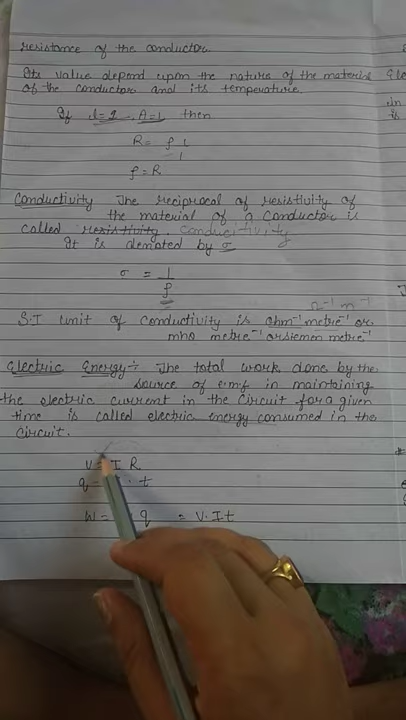 resistance of the conductor
Its value depend upon the nature of the material
of the conductor and its temperature.
If l=1, A=1 then
R = ρ 1
1
ρ = R
Conductivity The reciprocal of resistivity of
the material of a conductor is
called resistivity. Conductivity
It is denoted by σ
σ = 1
ρ
Ω⁻¹ m⁻¹
S.I unit of conductivity is ohm⁻¹ metre⁻¹ or
mho metre⁻¹ or siemen metre⁻¹
Electric Energy:- The total work done by the
source of e.m.f in maintaining
the electric current in the circuit for a given
time is called electric energy consumed in the
Circuit.
V = I R
q = . t
W = q = V.It